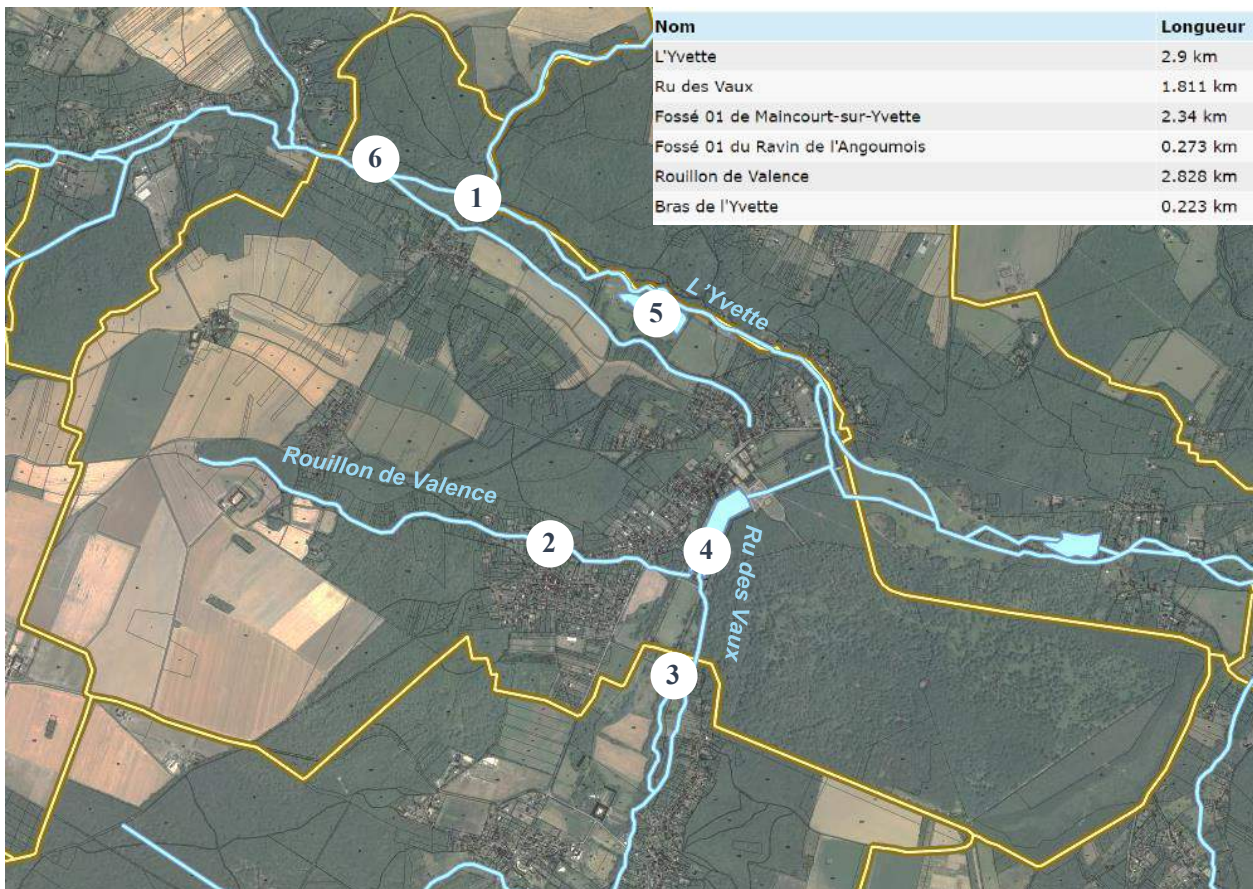 Nom Longueur
L'Yvette 2.9 km
Ru des Vaux 1.811 km
Fossé 01 de Maincourt-sur-Yvette 2.34 km
Fossé 01 du Ravin de l'Angoumois 0.273 km
Rouillon de Valence 2.828 km
Bras de l'Yvette 0.223 km
6
1
L'Yvette
5
Rouillon de Valence
2
4
Ru des Vaux
3